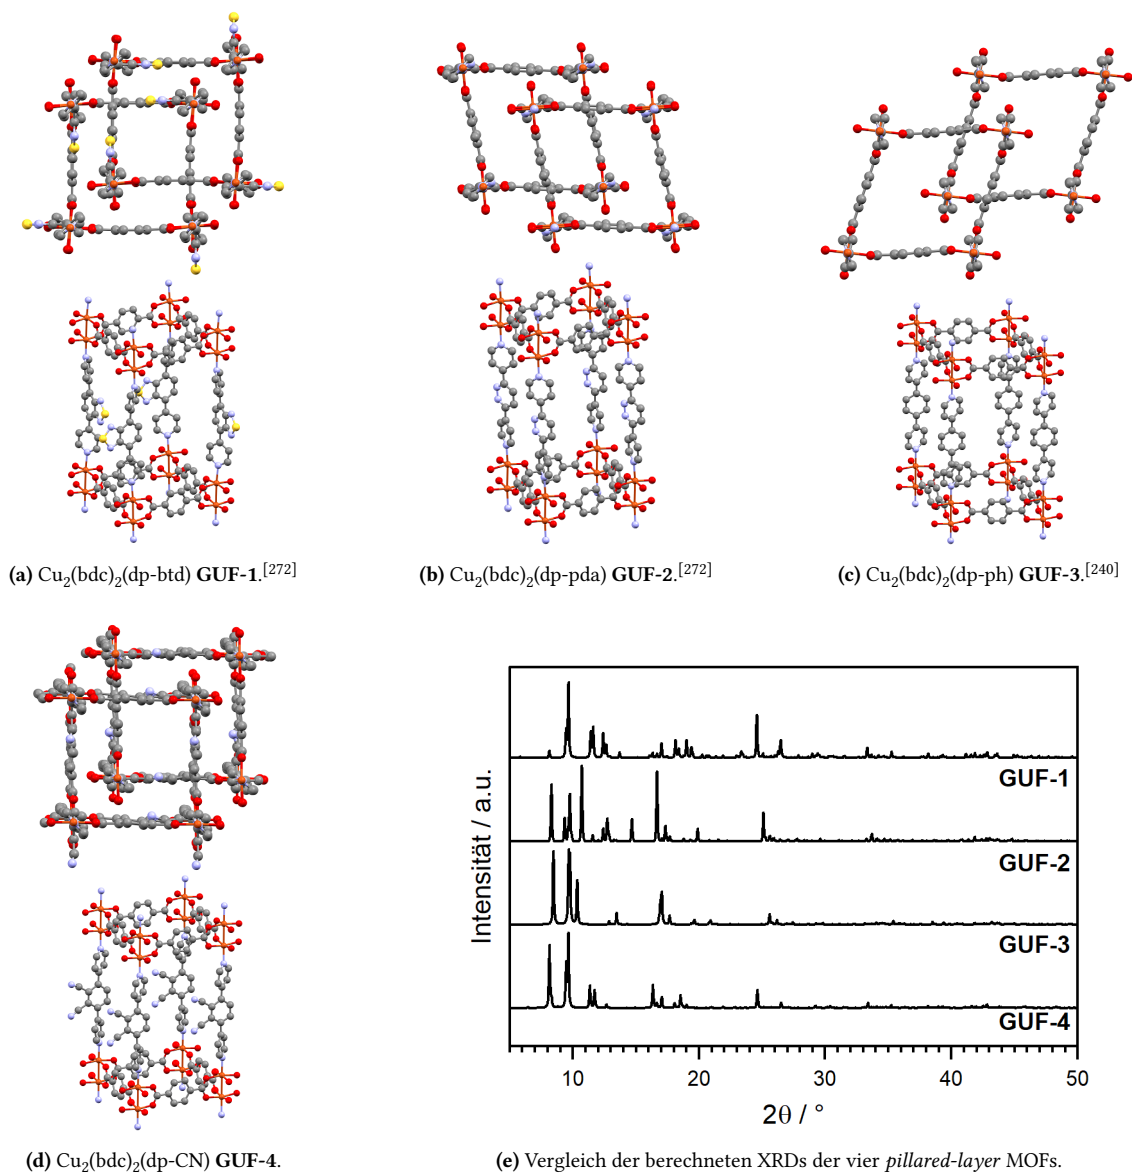 (a) Cu₂(bdc)₂(dp-btd) GUF-1.[272]
(b) Cu₂(bdc)₂(dp-pda) GUF-2.[272]
(c) Cu₂(bdc)₂(dp-ph) GUF-3.[240]
(d) Cu₂(bdc)₂(dp-CN) GUF-4.
Intensität / a.u.
GUF-1
GUF-2
GUF-3
GUF-4
10 20 30 40 50
2θ / °
(e) Vergleich der berechneten XRDs der vier pillared-layer MOFs.